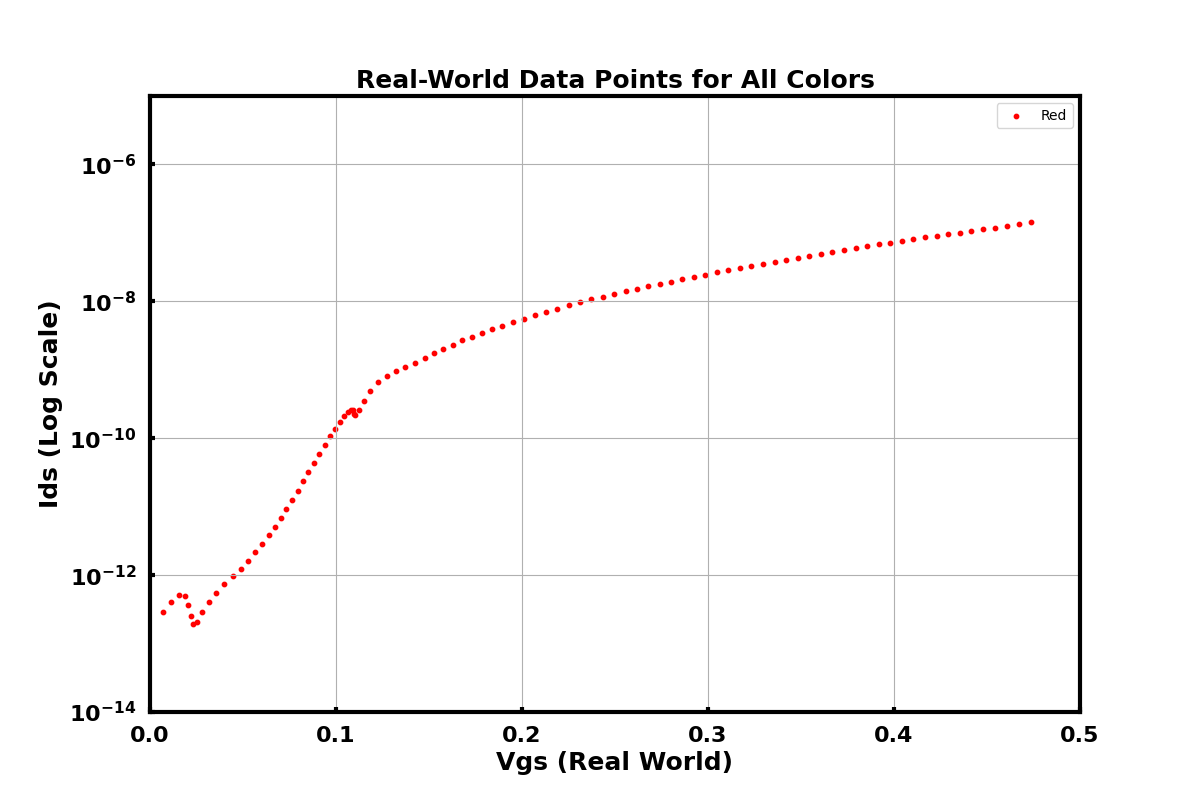 Real-World Data Points for All Colors
Red
10⁻⁶
10⁻⁸
10⁻¹⁰
10⁻¹²
10⁻¹⁴
Ids (Log Scale)
0.0 0.1 0.2 0.3 0.4 0.5
Vgs (Real World)